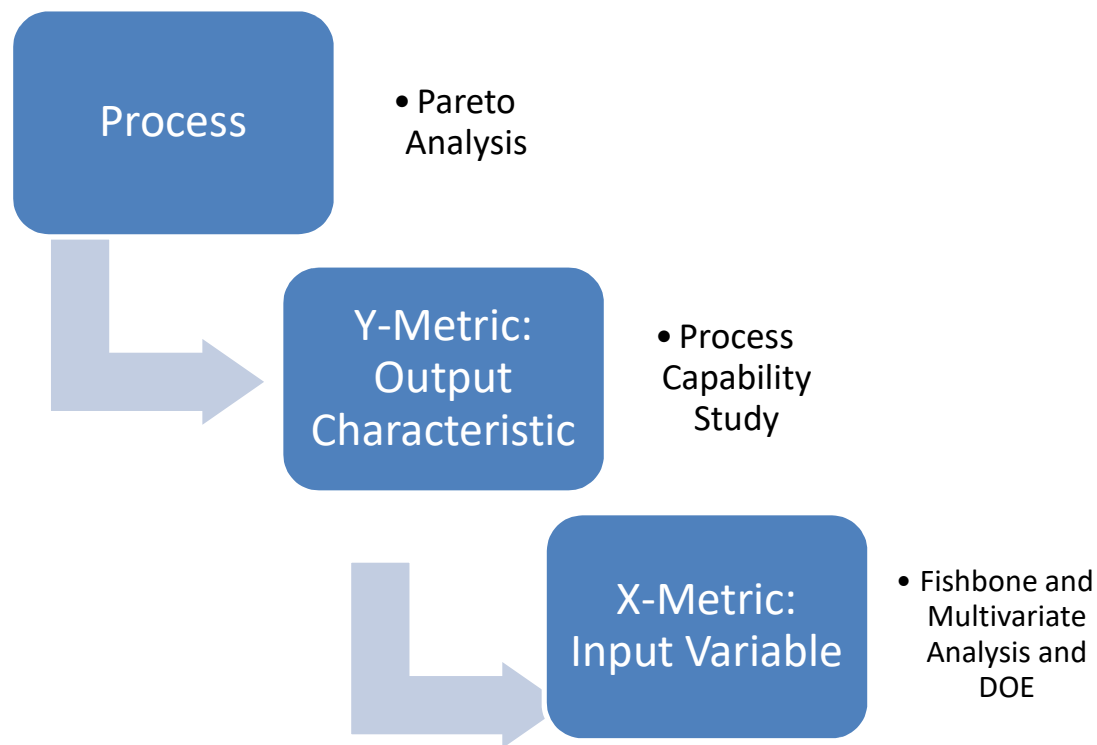 Process
• Pareto
Analysis
Y-Metric:
Output
Characteristic
• Process
Capability
Study
X-Metric:
Input Variable
• Fishbone and
Multivariate
Analysis and
DOE